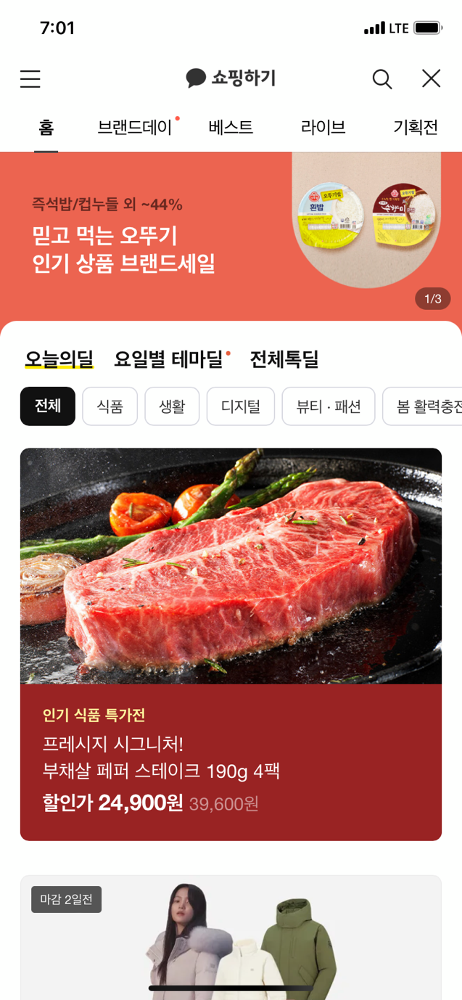 7:01
LTE
쇼핑하기
홈
브랜드데이
베스트
라이브
기획전
즉석밥/컵누들 외 ~44%
믿고 먹는 오뚜기
인기 상품 브랜드세일
오뚜기밥
흰밥
오뚜기밥
1/3
오늘의딜
요일별 테마딜
전체톡딜
전체
식품
생활
디지털
뷰티 · 패션
봄 활력충전
인기 식품 특가전
프레시지 시그니처!
부채살 페퍼 스테이크 190g 4팩
할인가 24,900원 39,600원
마감 2일전